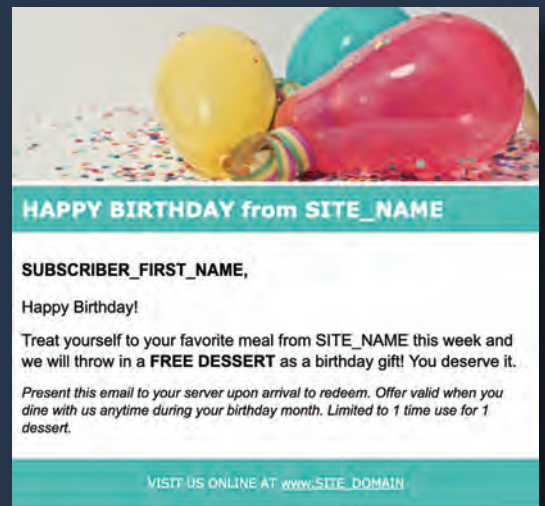 HAPPY BIRTHDAY from SITE_NAME
SUBSCRIBER_FIRST_NAME,
Happy Birthday!
Treat yourself to your favorite meal from SITE_NAME this week and
we will throw in a FREE DESSERT as a birthday gift! You deserve it.
Present this email to your server upon arrival to redeem. Offer valid when you
dine with us anytime during your birthday month. Limited to 1 time use for 1
dessert.
VISIT US ONLINE AT www.SITE_DOMAIN